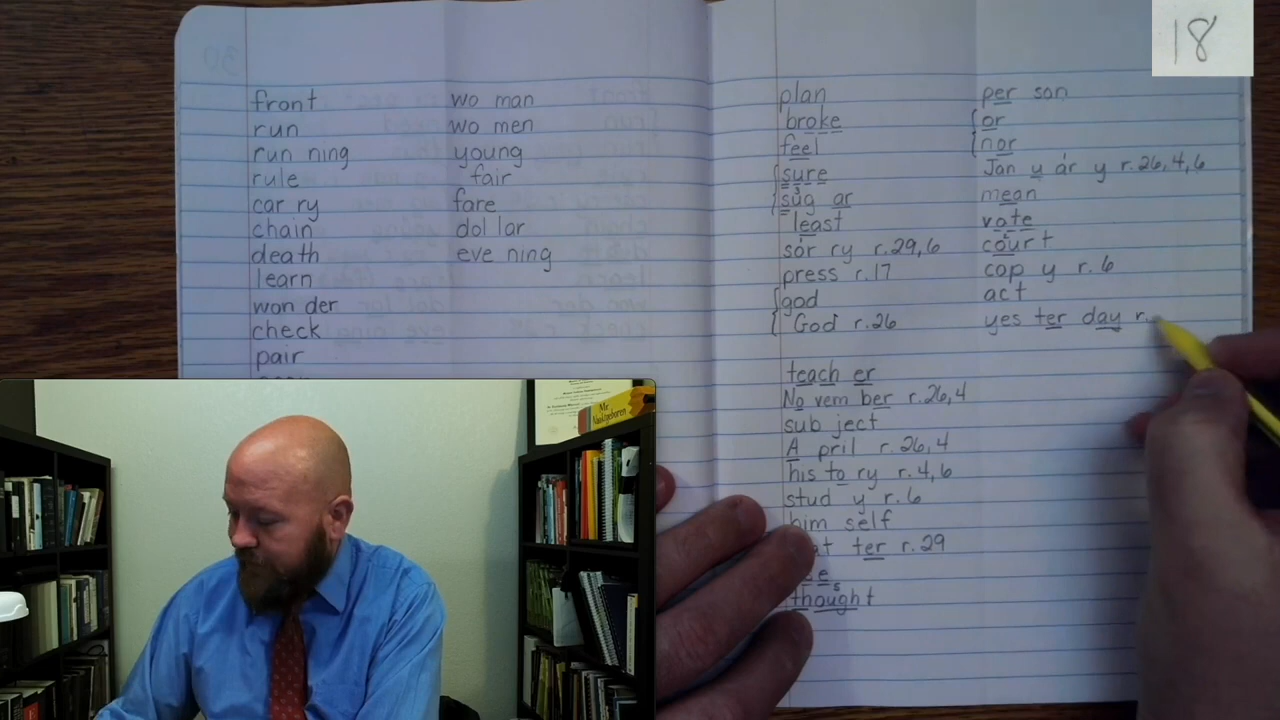 18
front
run
run ning
rule
car ry
chain
death
learn
won der
check
pair
wo man
wo men
young
fair
fare
dol lar
eve ning
plan
broke
feel
sure
sug ar
least
sor ry r.29,6
press r.17
god
God r.26
teach er
No vem ber r.26,4
sub ject
A pril r.26,4
his to ry r.4,6
stud y r.6
him self
ter r.29
thought
per son
or
nor
Jan u ar y r.26,4,6
mean
vote
court
cop y r.6
act
yes ter day r.
Mr